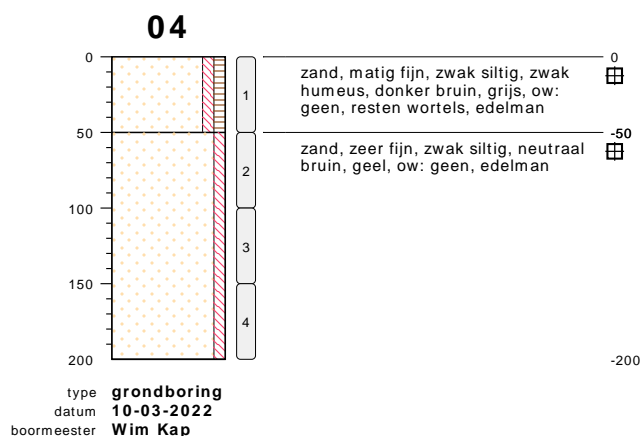 04
0
50
100
150
200
1
2
3
4
zand, matig fijn, zwak siltig, zwak
humeus, donker bruin, grijs, ow:
geen, resten wortels, edelman
zand, zeer fijn, zwak siltig, neutraal
bruin, geel, ow: geen, edelman
0
-50
-200
type grondboring
datum 10-03-2022
boormeester Wim Kap